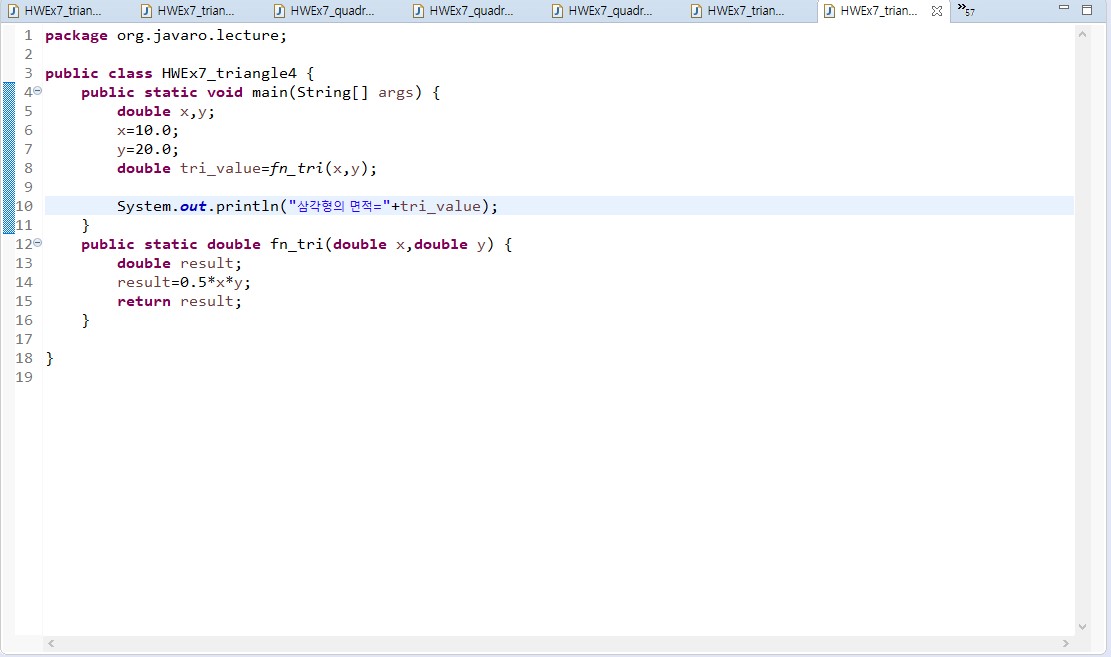 HWEx7_trian... HWEx7_trian... HWEx7_quadr... HWEx7_quadr... HWEx7_quadr... HWEx7_trian... HWEx7_trian... »57
1 package org.javaro.lecture;
2
3 public class HWEx7_triangle4 {
4 public static void main(String[] args) {
5 double x,y;
6 x=10.0;
7 y=20.0;
8 double tri_value=fn_tri(x,y);
9
10 System.out.println("삼각형의 면적="+tri_value);
11 }
12 public static double fn_tri(double x,double y) {
13 double result;
14 result=0.5*x*y;
15 return result;
16 }
17
18 }
19